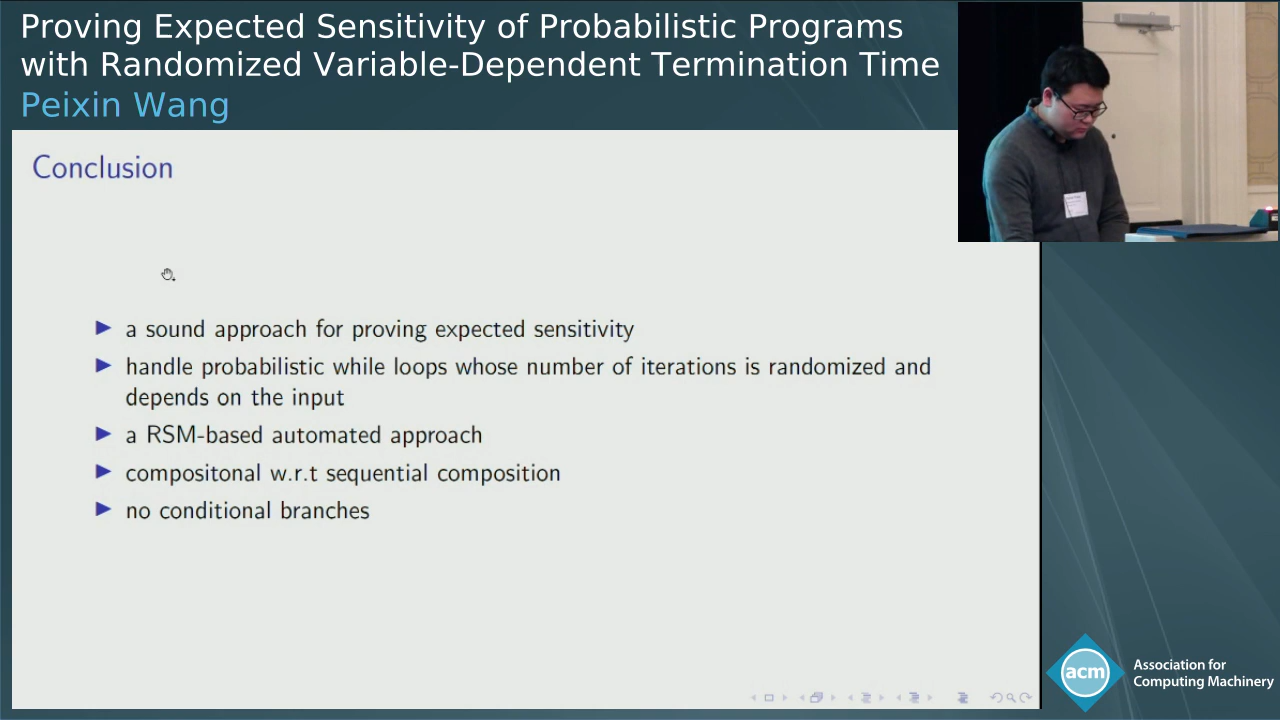 Proving Expected Sensitivity of Probabilistic Programs
with Randomized Variable-Dependent Termination Time
Peixin Wang
Conclusion
a sound approach for proving expected sensitivity
handle probabilistic while loops whose number of iterations is randomized and
depends on the input
a RSM-based automated approach
compositonal w.r.t sequential composition
no conditional branches
acm
Association for
Computing Machinery